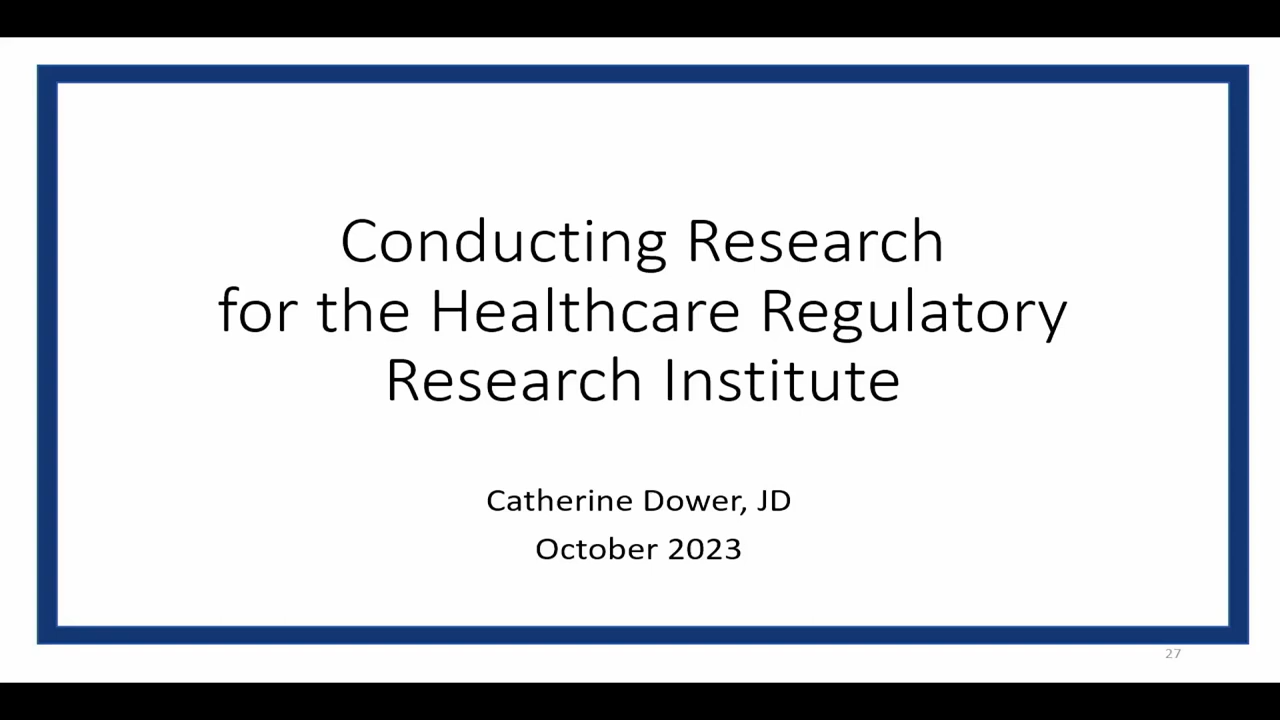 Conducting Research
for the Healthcare Regulatory
Research Institute
Catherine Dower, JD
October 2023
27